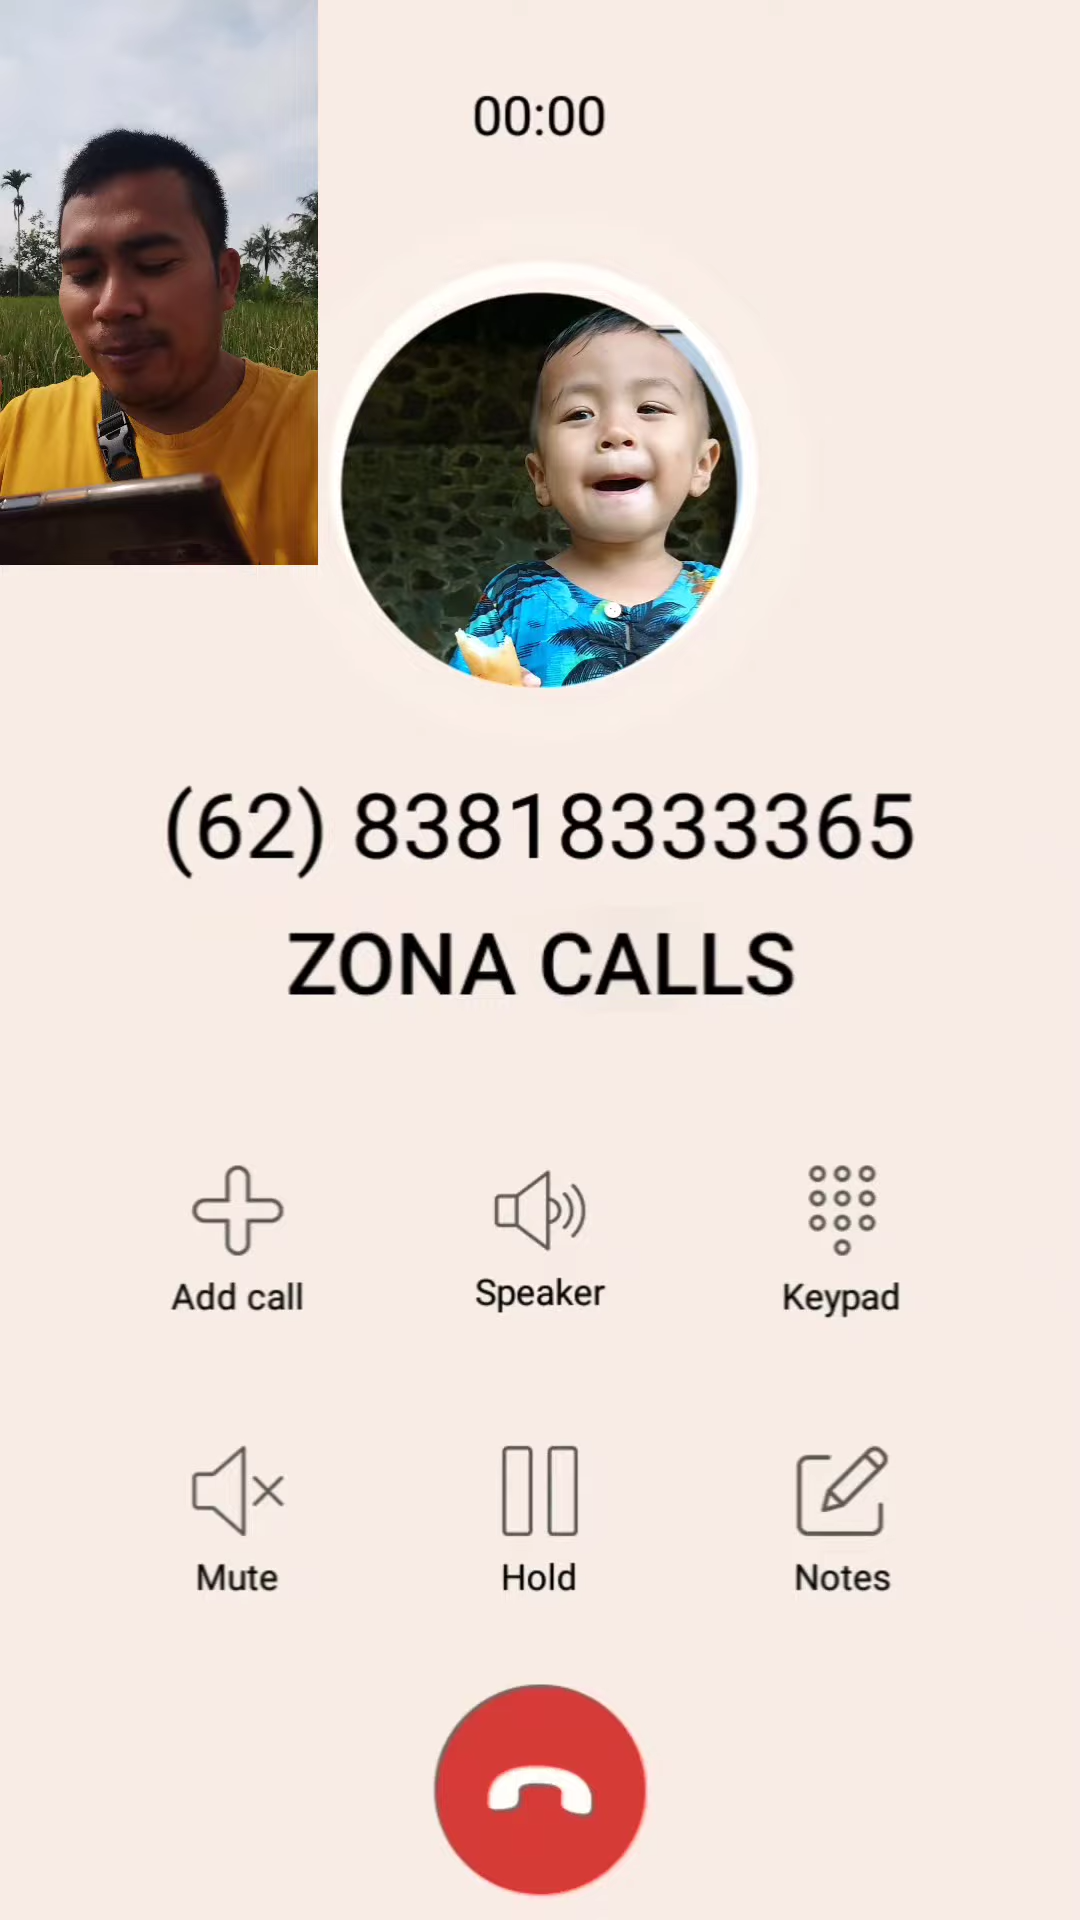 00:00
(62) 83818333365
ZONA CALLS
Add call
Speaker
Keypad
Mute
Hold
Notes